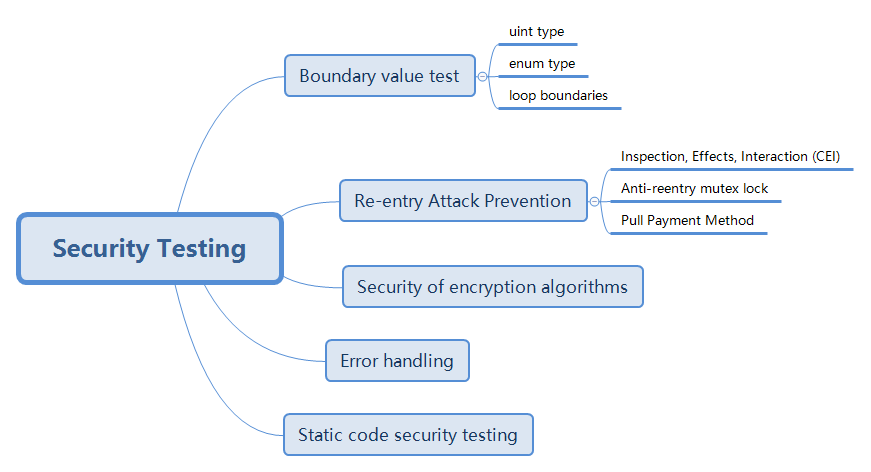 Security Testing
Boundary value test
uint type
enum type
loop boundaries
Re-entry Attack Prevention
Inspection, Effects, Interaction (CEI)
Anti-reentry mutex lock
Pull Payment Method
Security of encryption algorithms
Error handling
Static code security testing